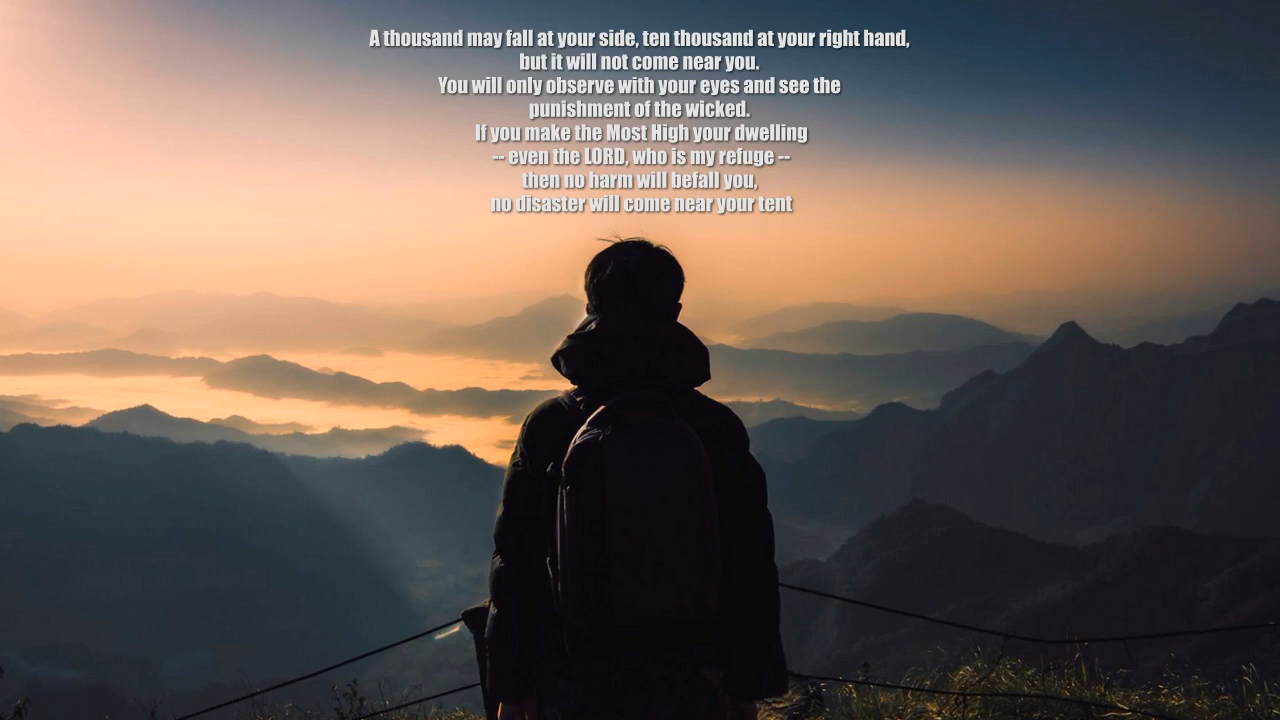 A thousand may fall at your side, ten thousand at your right hand,
but it will not come near you.
You will only observe with your eyes and see the
punishment of the wicked.
If you make the Most High your dwelling
-- even the LORD, who is my refuge --
then no harm will befall you,
no disaster will come near your tent